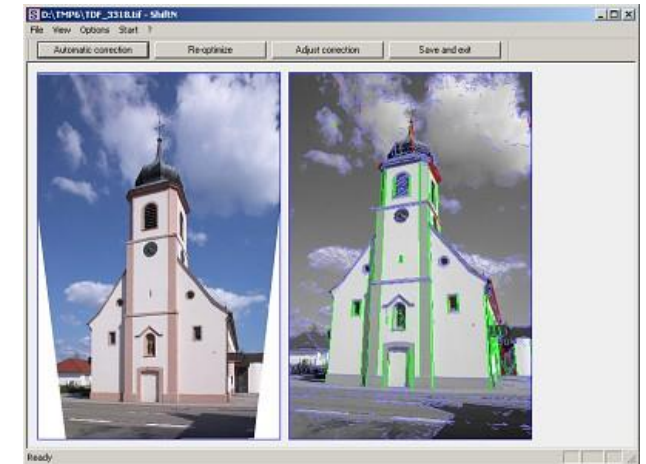 D:\TMP6\TDF_3318.tif - ShiftN
File View Options Start ?
Automatic correction Re-optimize Adjust correction Save and exit
Ready